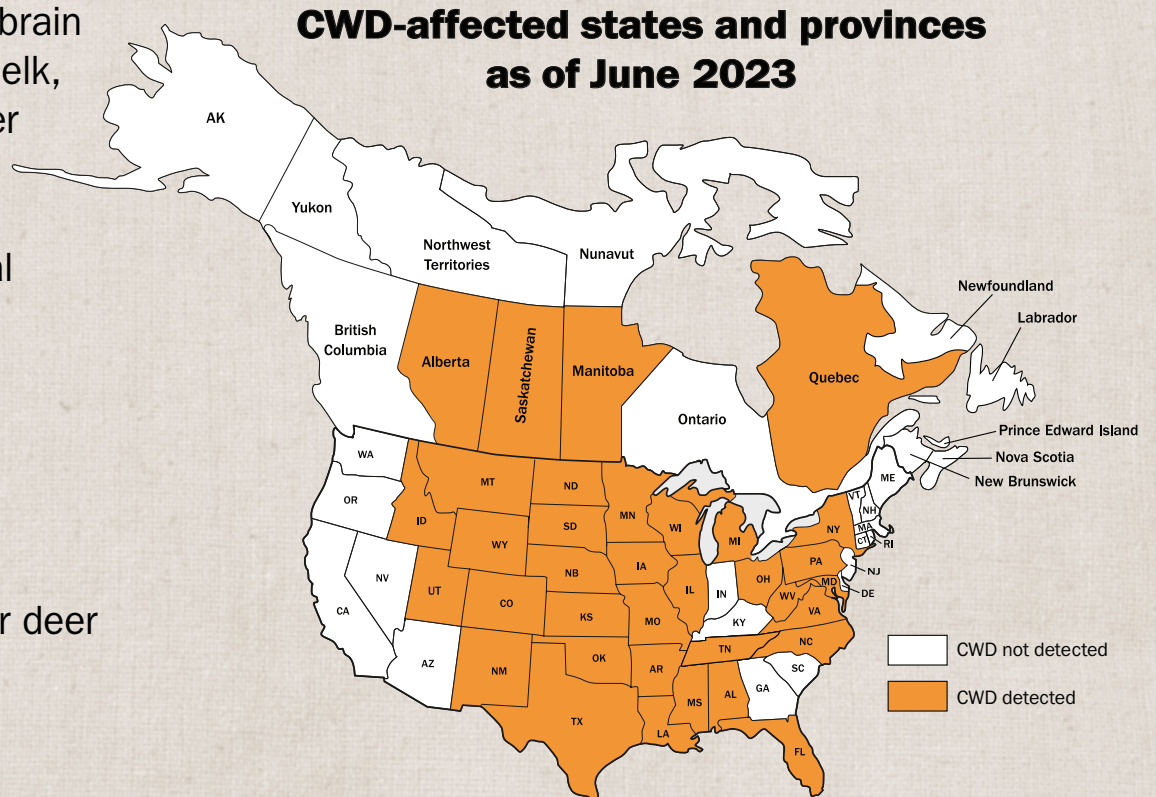 brain
elk,
er
al
r deer
CWD-affected states and provinces
as of June 2023
AK
Yukon
Northwest
Territories
Nunavut
British
Columbia
Alberta
Saskatchewan
Manitoba
Ontario
Quebec
Newfoundland
Labrador
Prince Edward Island
Nova Scotia
New Brunswick
WA
OR
CA
NV
ID
MT
WY
UT
AZ
CO
NM
ND
SD
NB
KS
OK
TX
MN
IA
MO
AR
LA
WI
IL
MS
MI
IN
KY
TN
AL
OH
WV
VA
NC
SC
GA
FL
PA
NY
MD
DE
NJ
VT
NH
ME
MA
CT
RI
CWD not detected
CWD detected